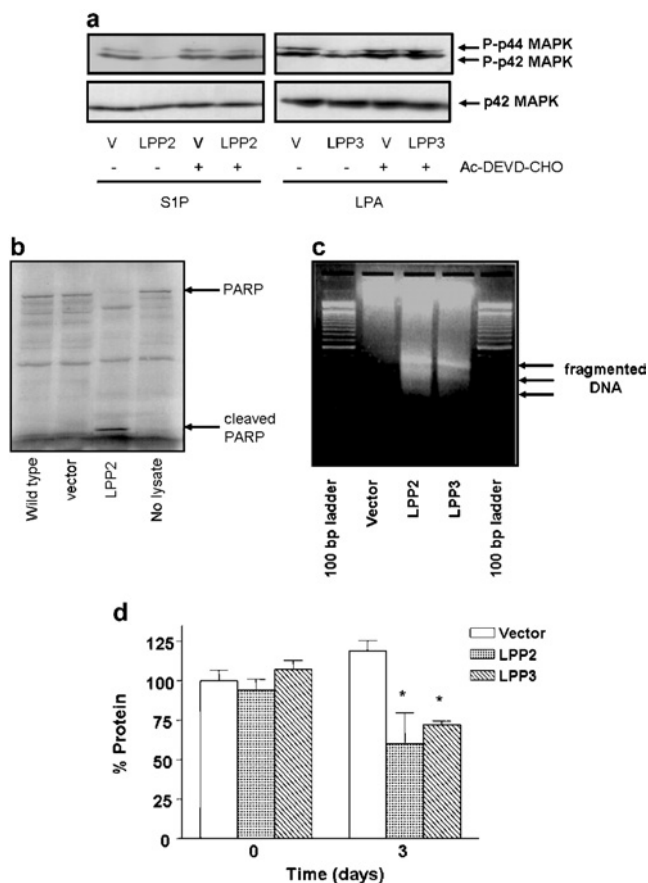 a
P-p44 MAPK
P-p42 MAPK
p42 MAPK
V LPP2 V LPP2 V LPP3 V LPP3
- - + + - - + + Ac-DEVD-CHO
S1P LPA
b
PARP
cleaved
PARP
Wild type
vector
LPP2
No lysate
c
fragmented
DNA
100 bp ladder
Vector
LPP2
LPP3
100 bp ladder
d
% Protein
125
100
75
50
25
0
* *
Vector
LPP2
LPP3
0 3
Time (days)